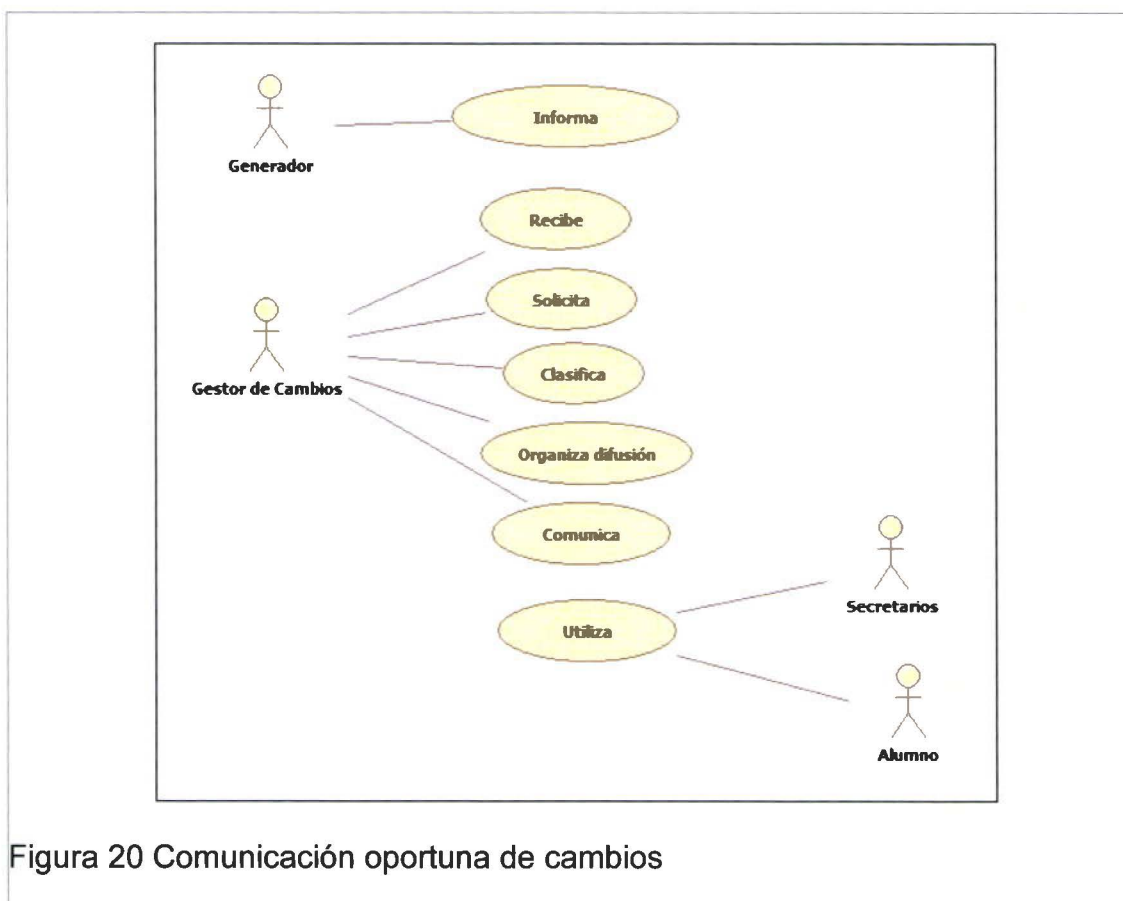 Informa
Generador
Recibe
Solicita
Clasifica
Gestor de Cambios
Organiza difusión
Comunica
Utiliza
Secretarios
Alumno
Figura 20 Comunicación oportuna de cambios